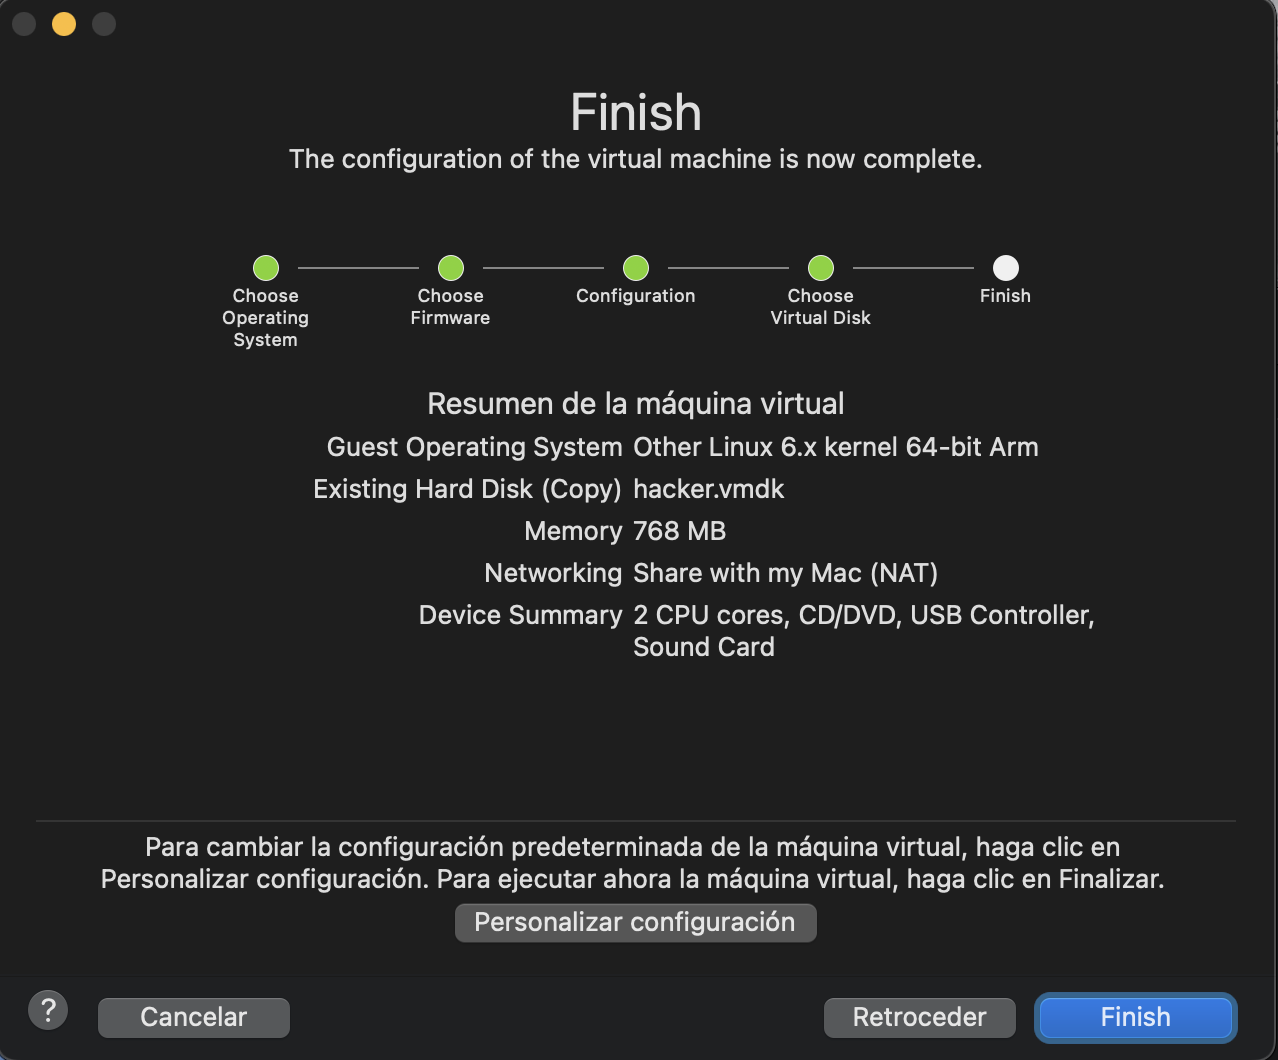 Finish
The configuration of the virtual machine is now complete.
Choose
Operating
System
Choose
Firmware
Configuration
Choose
Virtual Disk
Finish
Resumen de la máquina virtual
Guest Operating System Other Linux 6.x kernel 64-bit Arm
Existing Hard Disk (Copy) hacker.vmdk
Memory 768 MB
Networking Share with my Mac (NAT)
Device Summary 2 CPU cores, CD/DVD, USB Controller,
Sound Card
Para cambiar la configuración predeterminada de la máquina virtual, haga clic en
Personalizar configuración. Para ejecutar ahora la máquina virtual, haga clic en Finalizar.
Personalizar configuración
?
Cancelar
Retroceder
Finish